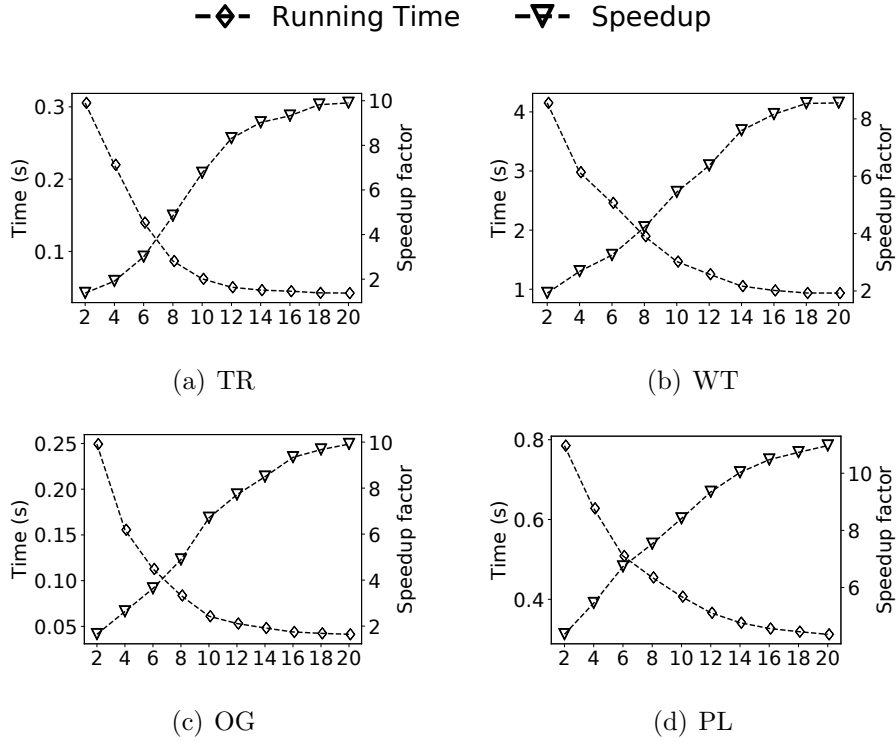 Running Time Speedup
0.3
0.2
0.1
Time (s)
10
8
6
4
2
Speedup factor
2 4 6 8 10 12 14 16 18 20
(a) TR
4
3
2
1
Time (s)
8
6
4
2
Speedup factor
2 4 6 8 10 12 14 16 18 20
(b) WT
0.25
0.20
0.15
0.10
0.05
Time (s)
10
8
6
4
2
Speedup factor
2 4 6 8 10 12 14 16 18 20
(c) OG
0.8
0.6
0.4
Time (s)
10
8
6
Speedup factor
2 4 6 8 10 12 14 16 18 20
(d) PL